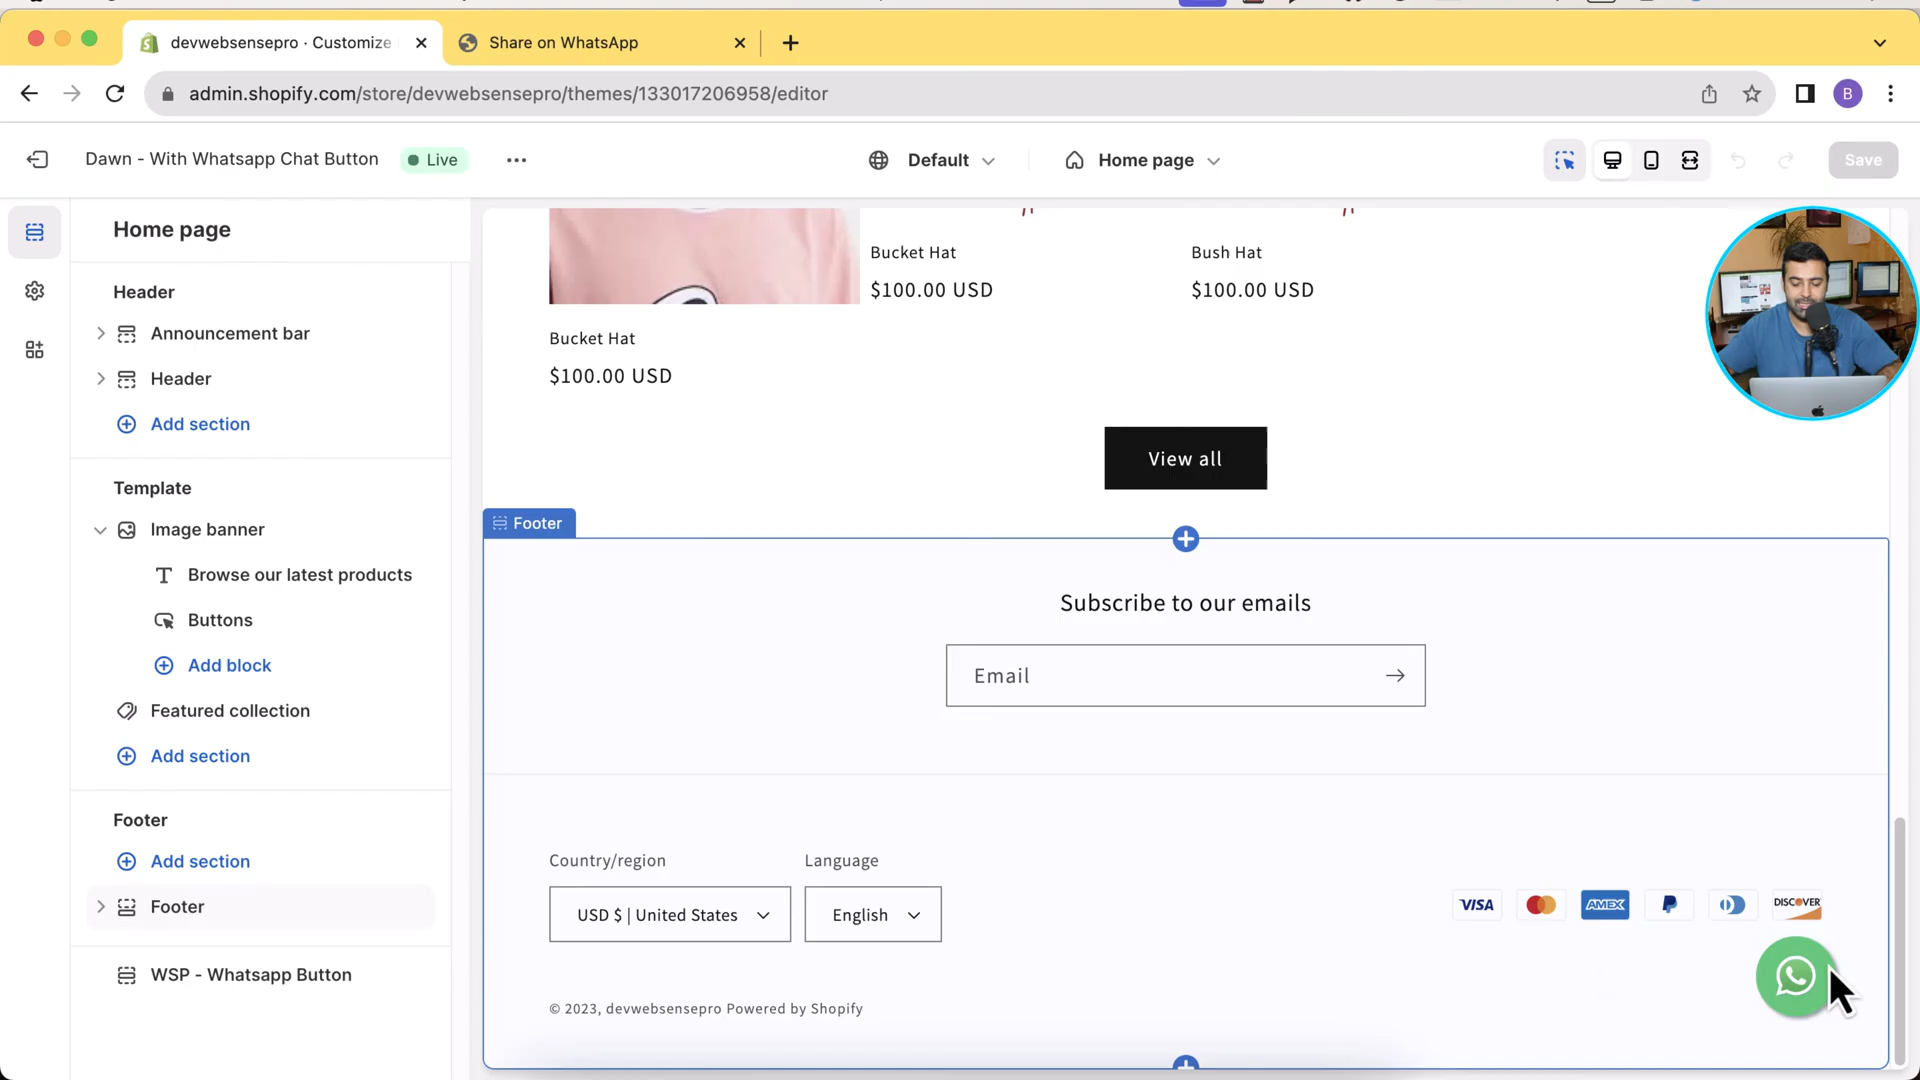 devwebsensepro · Customize
Share on WhatsApp
admin.shopify.com/store/devwebsensepro/themes/133017206958/editor
B
Dawn - With Whatsapp Chat Button
Live
Default
Home page
Save
Home page
Header
Announcement bar
Header
Add section
Template
Image banner
Browse our latest products
Buttons
Add block
Featured collection
Add section
Footer
Add section
Footer
WSP - Whatsapp Button
Bucket Hat
$100.00 USD
Bush Hat
$100.00 USD
Bucket Hat
$100.00 USD
View all
Footer
Subscribe to our emails
Email
Country/region
Language
USD $ | United States
English
VISA
AMEX
DISCOVER
© 2023, devwebsensepro Powered by Shopify